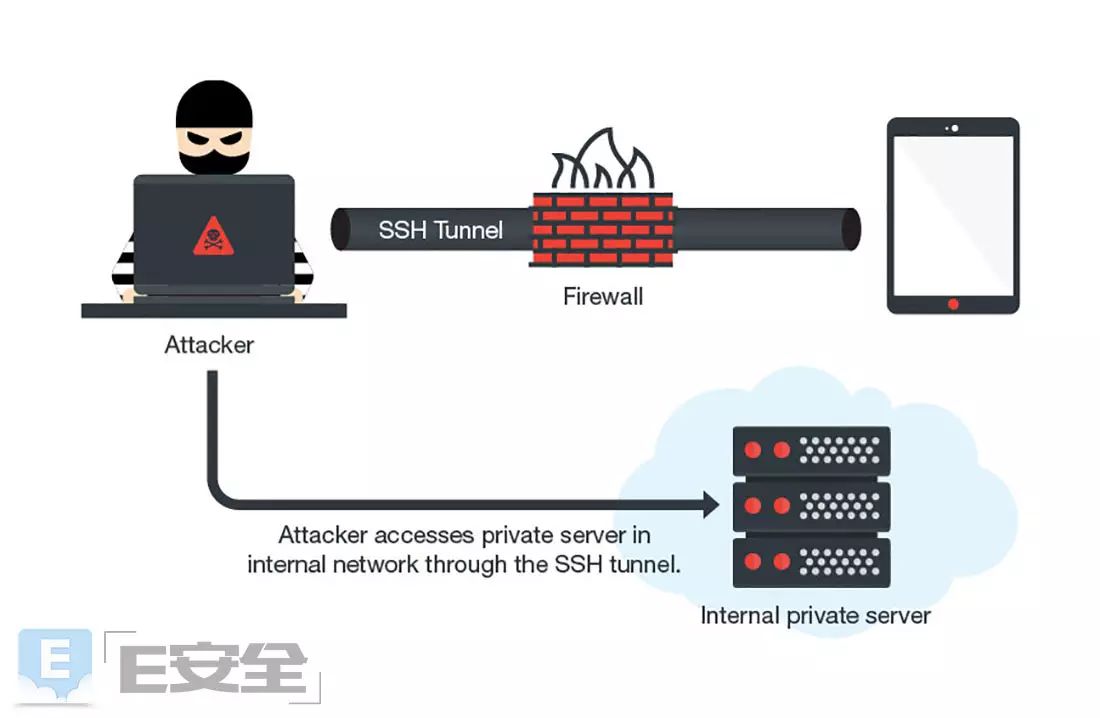 SSH Tunnel
Firewall
Attacker
Attacker accesses private server in
internal network through the SSH tunnel.
Internal private server
E
E安全